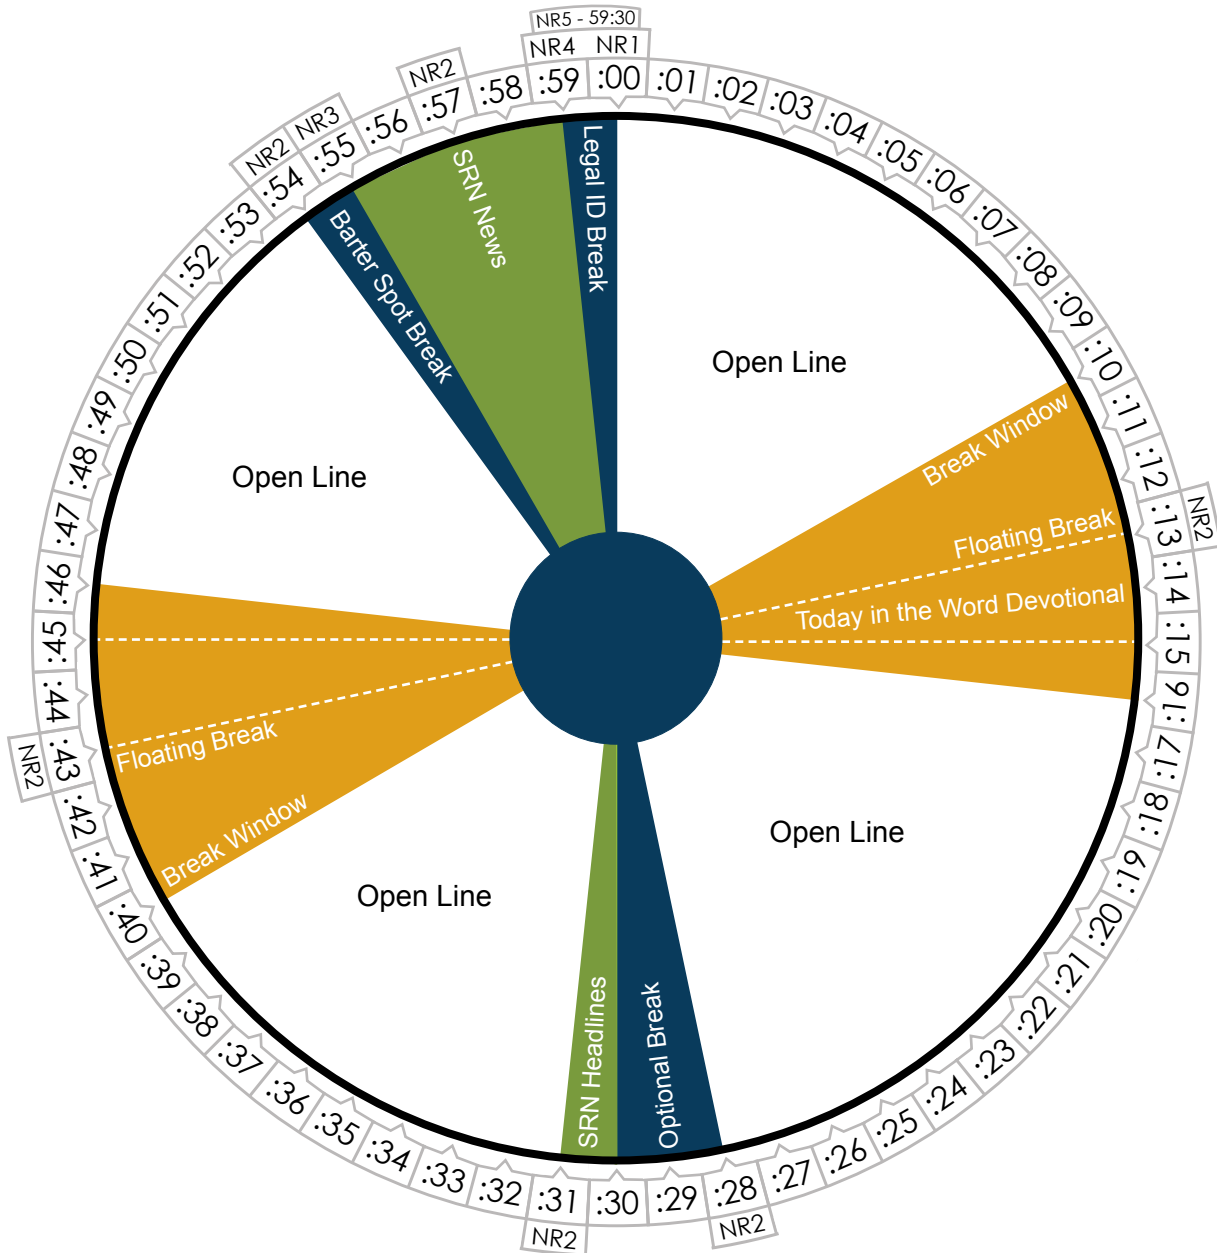 NR5 - 59:30
NR4
NR1
:00
:01
:02
:03
:04
:05
:06
:07
:08
:09
:10
:11
:12
:13
NR2
:14
:15
:16
:17
:18
:19
:20
:21
:22
:23
:24
:25
:26
:27
:28
NR2
:29
:30
:31
NR2
:32
:33
:34
:35
:36
:37
:38
:39
:40
:41
:42
:43
NR2
:44
:45
:46
:47
:48
:49
:50
:51
:52
:53
:54
NR2
:55
NR3
:56
:57
NR2
:58
:59
Legal ID Break
Open Line
Break Window
Floating Break
Today in the Word Devotional
Open Line
Optional Break
SRN Headlines
Open Line
Break Window
Floating Break
Open Line
Barter Spot Break
SRN News